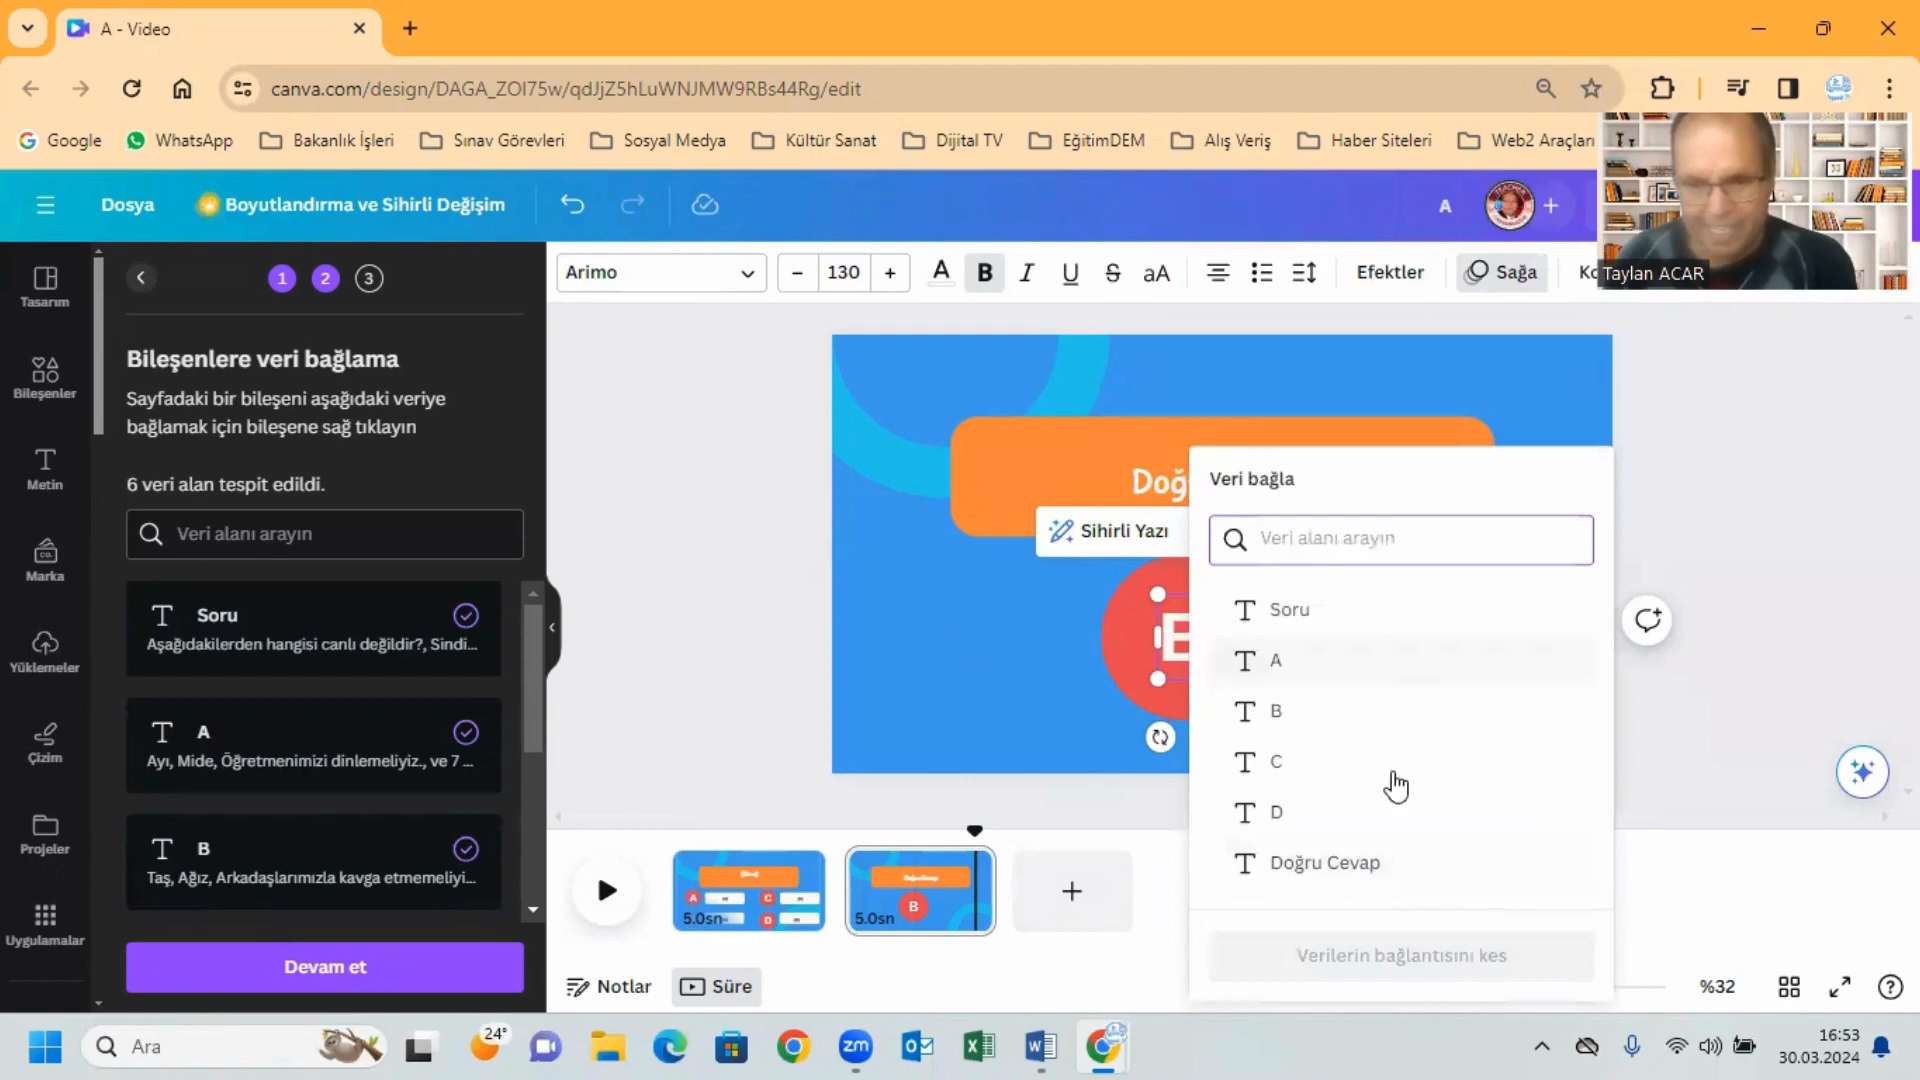 A - Video
canva.com/design/DAGA_ZOI75w/qdJjZ5hLuWNJMW9RBs44Rg/edit
Google
WhatsApp
Bakanlık İşleri
Sınav Görevleri
Sosyal Medya
Kültür Sanat
Dijital TV
EğitimDEM
Alış Veriş
Haber Siteleri
Web2 Araçları
Dosya
Boyutlandırma ve Sihirli Değişim
A
Taylan ACAR
Tasarım
Bileşenler
Metin
Marka
Yüklemeler
Çizim
Projeler
Uygulamalar
1 2 3
Bileşenlere veri bağlama
Sayfadaki bir bileşeni aşağıdaki veriye
bağlamak için bileşene sağ tıklayın
6 veri alan tespit edildi.
Veri alanı arayın
Soru
Aşağıdakilerden hangisi canlı değildir?, Sindi...
A
Ayı, Mide, Öğretmenimizi dinlemeliyiz., ve 7 ...
B
Taş, Ağız, Arkadaşlarımızla kavga etmemeliyi...
Devam et
Arimo
130
A B I U S aA
Efektler
Sağa
Ko
Doğ
Sihirli Yazı
Veri bağla
Veri alanı arayın
Soru
A
B
C
D
Doğru Cevap
Verilerin bağlantısını kes
A C
D
5.0sn
B
5.0sn
Notlar
Süre
%32
Ara
24°
zm
16:53
30.03.2024